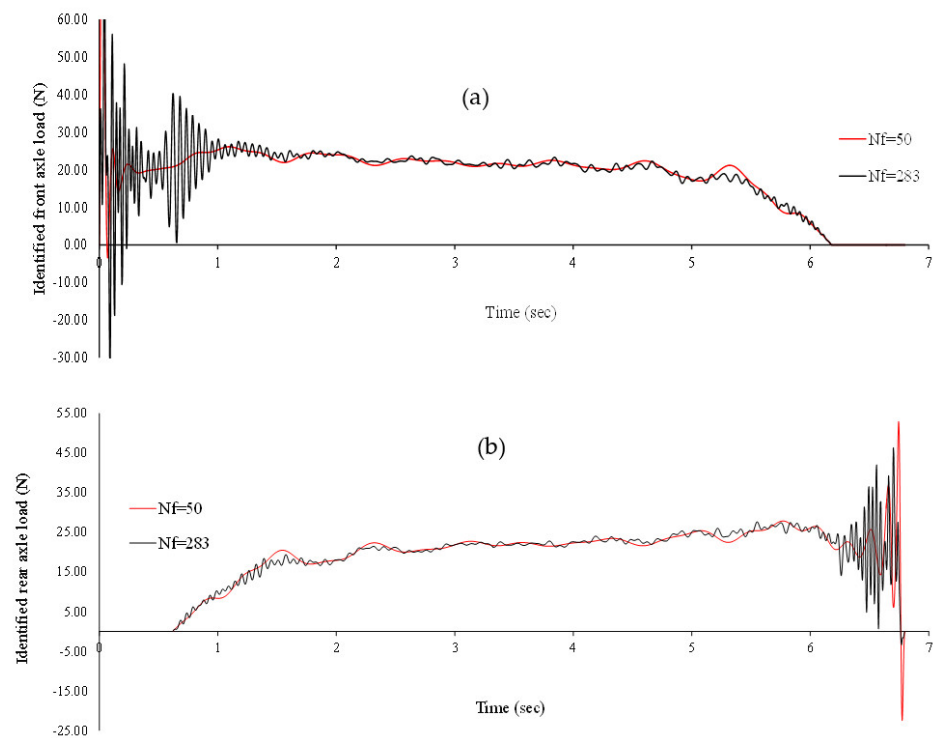 60.00
50.00
40.00
30.00
20.00
10.00
0.00
-10.00
-20.00
-30.00
Identified front axle load (N)
(a)
Nf=50
Nf=283
0 1 2 3 4 5 6 7
Time (sec)
55.00
45.00
35.00
25.00
15.00
5.00
-5.00
-15.00
-25.00
Identified rear axle load (N)
(b)
Nf=50
Nf=283
0 1 2 3 4 5 6 7
Time (sec)